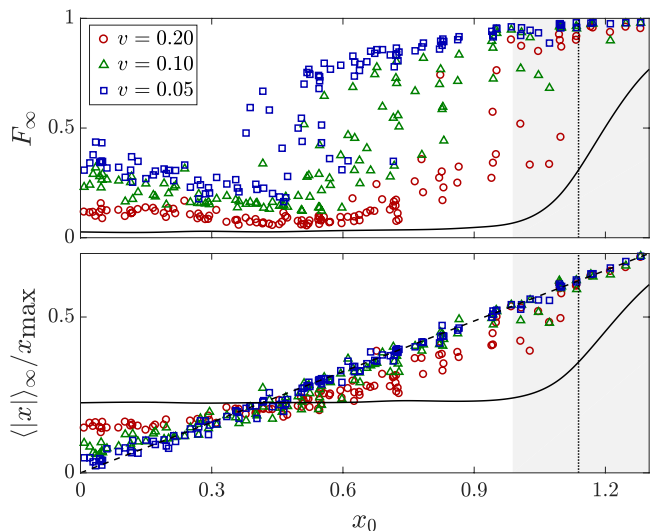 1
v = 0.20
v = 0.10
v = 0.05
F∞
0.5
0
0.5
⟨|x|⟩∞/xmax
0
0 0.3 0.6 0.9 1.2
x0